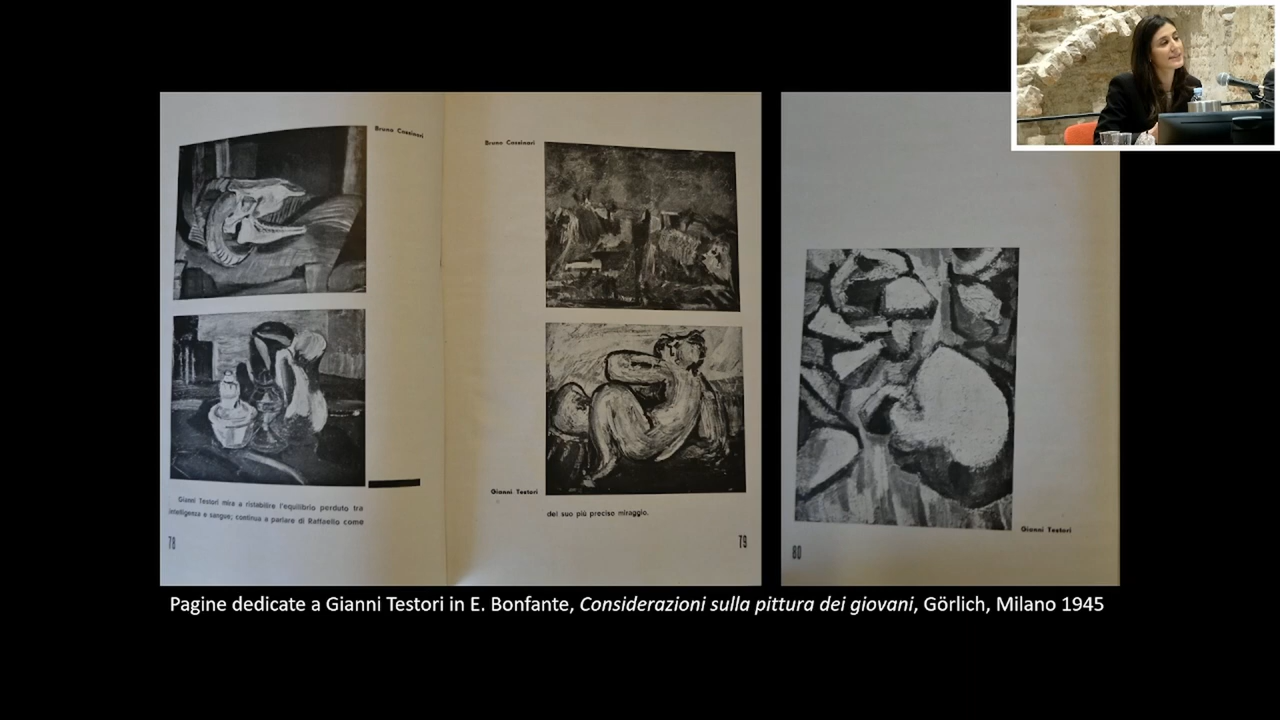 Bruno Cassinari
Bruno Cassinari
Gianni Testori mira a ristabilire l'equilibrio perduto tra
intelligenza e sangue; continua a parlare di Raffaello come
78
Gianni Testori
del suo più preciso miraggio.
79
Gianni Testori
80
Pagine dedicate a Gianni Testori in E. Bonfante, Considerazioni sulla pittura dei giovani, Görlich, Milano 1945